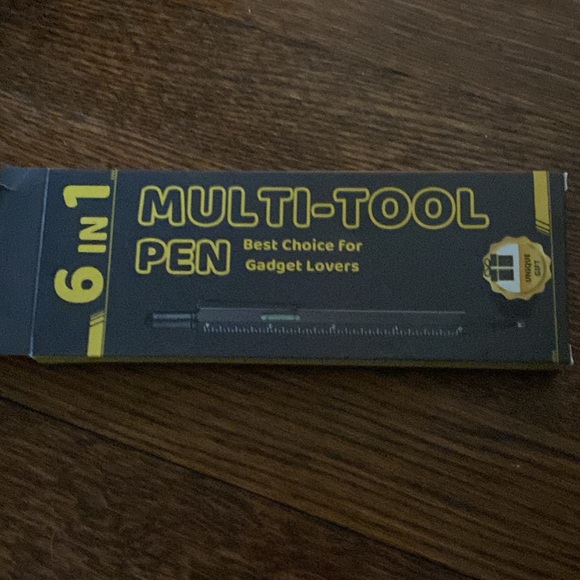 6 IN 1
MULTI-TOOL
PEN
Best Choice for
Gadget Lovers
UNIQUE
GIFT